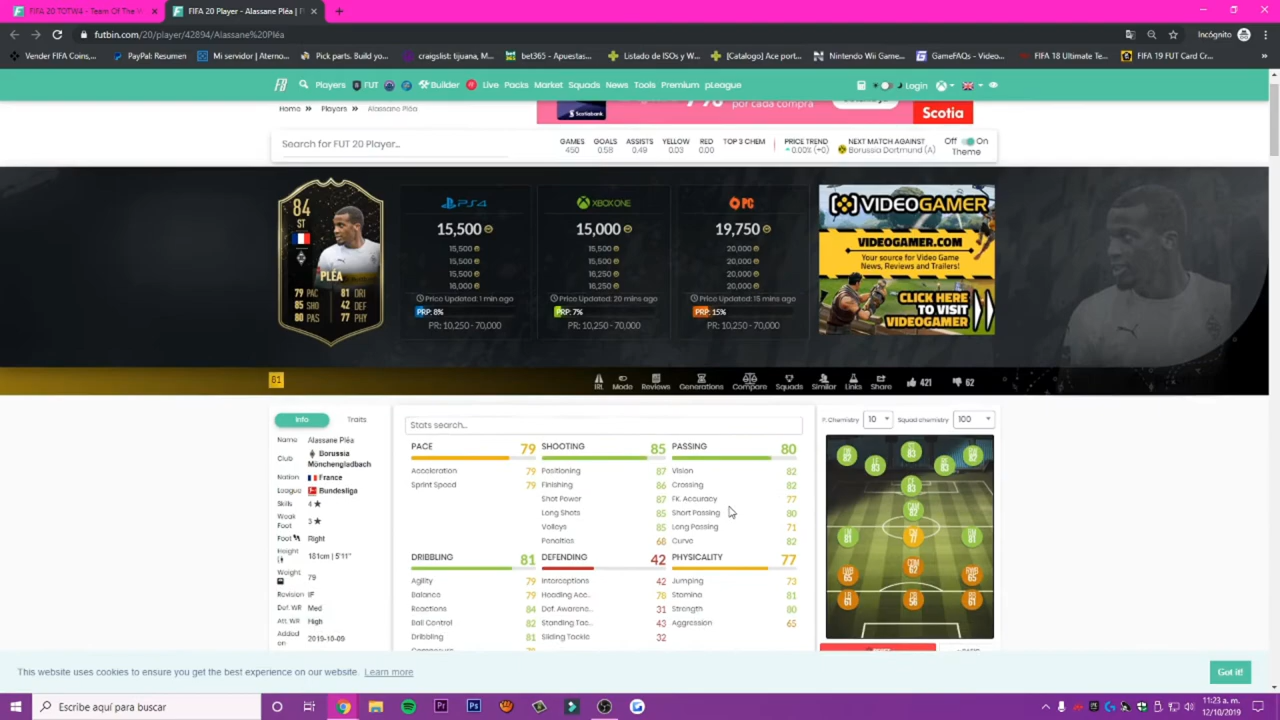 FIFA 20 TOTW4 - Team Of The W
FIFA 20 Player - Alassane Pléa | F
futbin.com/20/player/42894/Alassane%20Pléa
Incógnito
Vender FIFA Coins,...
PayPal Resumen
Mi servidor | Aterno...
Pick parts. Build yo...
craigslist: tijuana, M...
bet365 - Apuestas...
Listado de ISOs y W...
[Catalogo] Ace port...
Nintendo Wii Game...
GameFAQs - Video...
FIFA 18 Ultimate Te...
FIFA 19 FUT Card Cr...
Players FUT Builder Live Packs Market Squads News Tools Premium pLeague Login
Home » Players » Alassane Pléa
por cada compra
Scotiabank
Scotia
Search for FUT 20 Player...
GAMES GOALS ASSISTS YELLOW RED TOP 3 CHEM PRICE TREND NEXT MATCH AGAINST Off On
450 0.58 0.49 0.03 0.00 0.00% (+0) Borussia Dortmund (A) Theme
84
ST
PLÉA
79 PAC 81 DRI
85 SHO 42 DEF
80 PAS 77 PHY
PS4
15,500
15,500
15,500
15,500
18,000
Price Updated: 1 min ago
PRP: 8%
PR: 10,250 - 70,000
XBOX ONE
15,000
15,500
15,500
16,250
16,250
Price Updated: 20 mins ago
PRP: 7%
PR: 10,250 - 70,000
PC
19,750
20,000
20,000
20,000
20,000
Price Updated: 15 mins ago
PRP: 15%
PR: 10,250 - 70,000
VIDEOGAMER
VIDEOGAMER.COM
Your source for Video Game
News, Reviews and Trailers!
CLICK HERE
TO VISIT
VIDEOGAMER
81
Mode Reviews Generations Compare Squads Similar Links Share 421 62
Info Traits
Name Alassane Pléa
Club Borussia Mönchengladbach
Nation France
League Bundesliga
Skills 4
Weak Foot 3
Foot Right
Height 181cm | 5'11"
Weight 79
Revision IF
Def. WR Med
Att. WR High
Added on 2019-10-09
Stats search...
PACE 79
Acceleration 79
Sprint Speed 79
SHOOTING 85
Positioning 87
Finishing 86
Shot Power 87
Long Shots 85
Volleys 85
Penalties 68
PASSING 80
Vision 82
Crossing 82
FK. Accuracy 77
Short Passing 80
Long Passing 71
Curve 82
DRIBBLING 81
Agility 79
Balance 79
Reactions 84
Ball Control 82
Dribbling 81
DEFENDING 42
Interceptions 42
Heading Acc... 78
Def. Awarene... 31
Standing Tac... 43
Sliding Tackle 32
PHYSICALITY 77
Jumping 73
Stamina 81
Strength 80
Aggression 65
P. Chemistry 10 Squad chemistry 100
This website uses cookies to ensure you get the best experience on our website. Learn more
Got it!
Escribe aquí para buscar
11:23 a. m.
12/10/2019